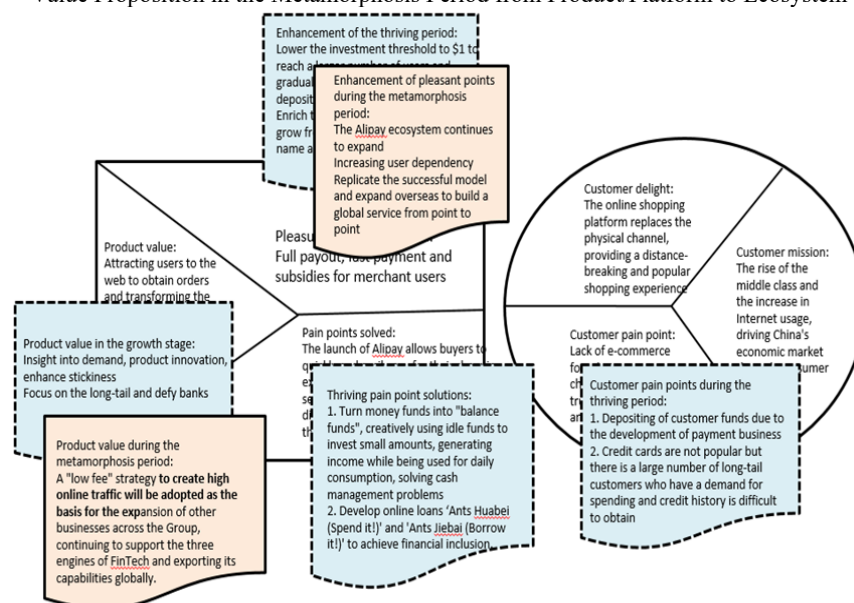 Value Proposition in the Metamorphosis Period from Product/Platform to Ecosystem
Enhancement of the thriving period:
Lower the investment threshold to $1 to
reach a
gradual
deposit
Enrich t
grow fr
name a
Enhancement of pleasant points
during the metamorphosis
period:
The Alipay ecosystem continues
to expand
Increasing user dependency
Replicate the successful model
and expand overseas to build a
global service from point to
point
Full payout, fast payment and
subsidies for merchant users
Product value:
Attracting users to the
web to obtain orders
and transforming the
Product value in the growth stage:
Insight into demand, product innovation,
enhance stickiness
Focus on the long-tail and defy banks
Product value during the
metamorphosis period:
A "low fee" strategy to create high
online traffic will be adopted as the
basis for the expansion of other
businesses across the Group,
continuing to support the three
engines of FinTech and exporting its
capabilities globally.
Pain points solved:
The launch of Alipay allows buyers to
Thriving pain point solutions:
1. Turn money funds into "balance
funds", creatively using idle funds to
invest small amounts, generating
income while being used for daily
consumption, solving cash
management problems
2. Develop online loans ‘Ants Huabei
(Spend it!)' and 'Ants Jiebai (Borrow
it!)' to achieve financial inclusion.
Customer delight:
The online shopping
platform replaces the
physical channel,
providing a distance-
breaking and popular
shopping experience
Customer mission:
The rise of the
middle class and
the increase in
Internet usage,
driving China's
economic market
Customer pain point:
Lack of e-commerce
Customer pain points during the
thriving period:
1. Depositing of customer funds due to
the development of payment business
2. Credit cards are not popular but
there is a large number of long-tail
customers who have a demand for
spending and credit history is difficult
to obtain